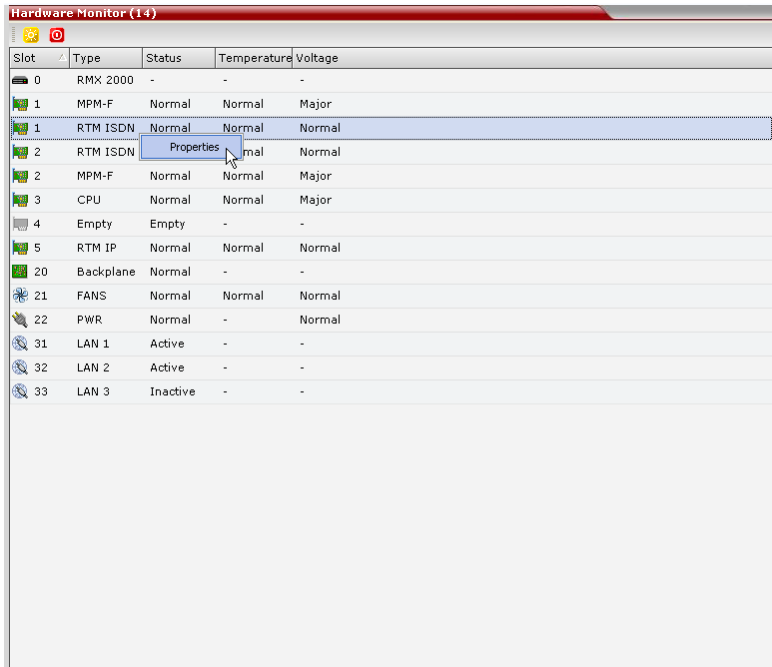 Hardware Monitor (14)
Slot Type Status Temperature Voltage
0 RMX 2000 - - -
1 MPM-F Normal Normal Major
1 RTM ISDN Normal Normal Normal
Properties
2 RTM ISDN mal Normal
2 MPM-F Normal Normal Major
3 CPU Normal Normal Major
4 Empty Empty - -
5 RTM IP Normal Normal Normal
20 Backplane Normal - -
21 FANS Normal Normal Normal
22 PWR Normal - Normal
31 LAN 1 Active - -
32 LAN 2 Active - -
33 LAN 3 Inactive - -